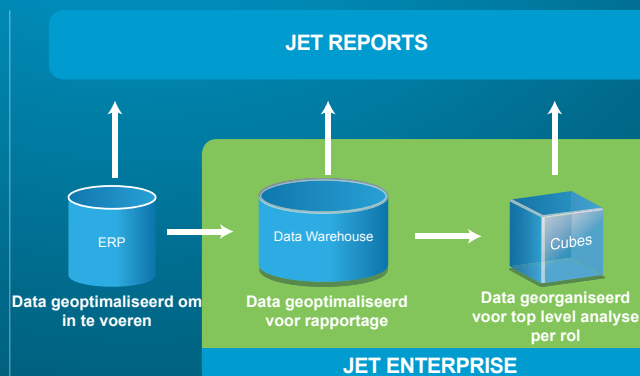 JET REPORTS
ERP
Data Warehouse
Cubes
Data geoptimaliseerd om
in te voeren
Data geoptimaliseerd
voor rapportage
Data georganiseerd
voor top level analyse
per rol
JET ENTERPRISE